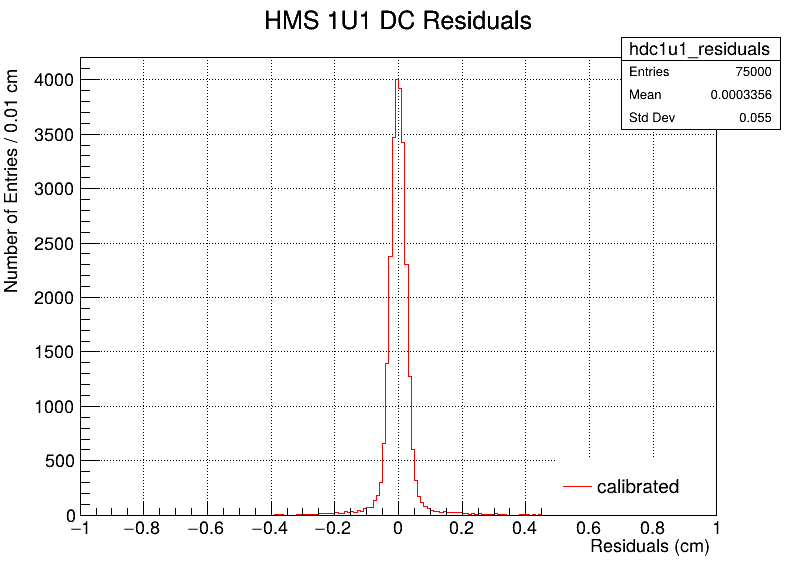 HMS 1U1 DC Residuals
hdc1u1_residuals
Entries 75000
Mean 0.0003356
Std Dev 0.055
Number of Entries / 0.01 cm
4000
3500
3000
2500
2000
1500
1000
500
0
calibrated
−1 −0.8 −0.6 −0.4 −0.2 0 0.2 0.4 0.6 0.8 1
Residuals (cm)